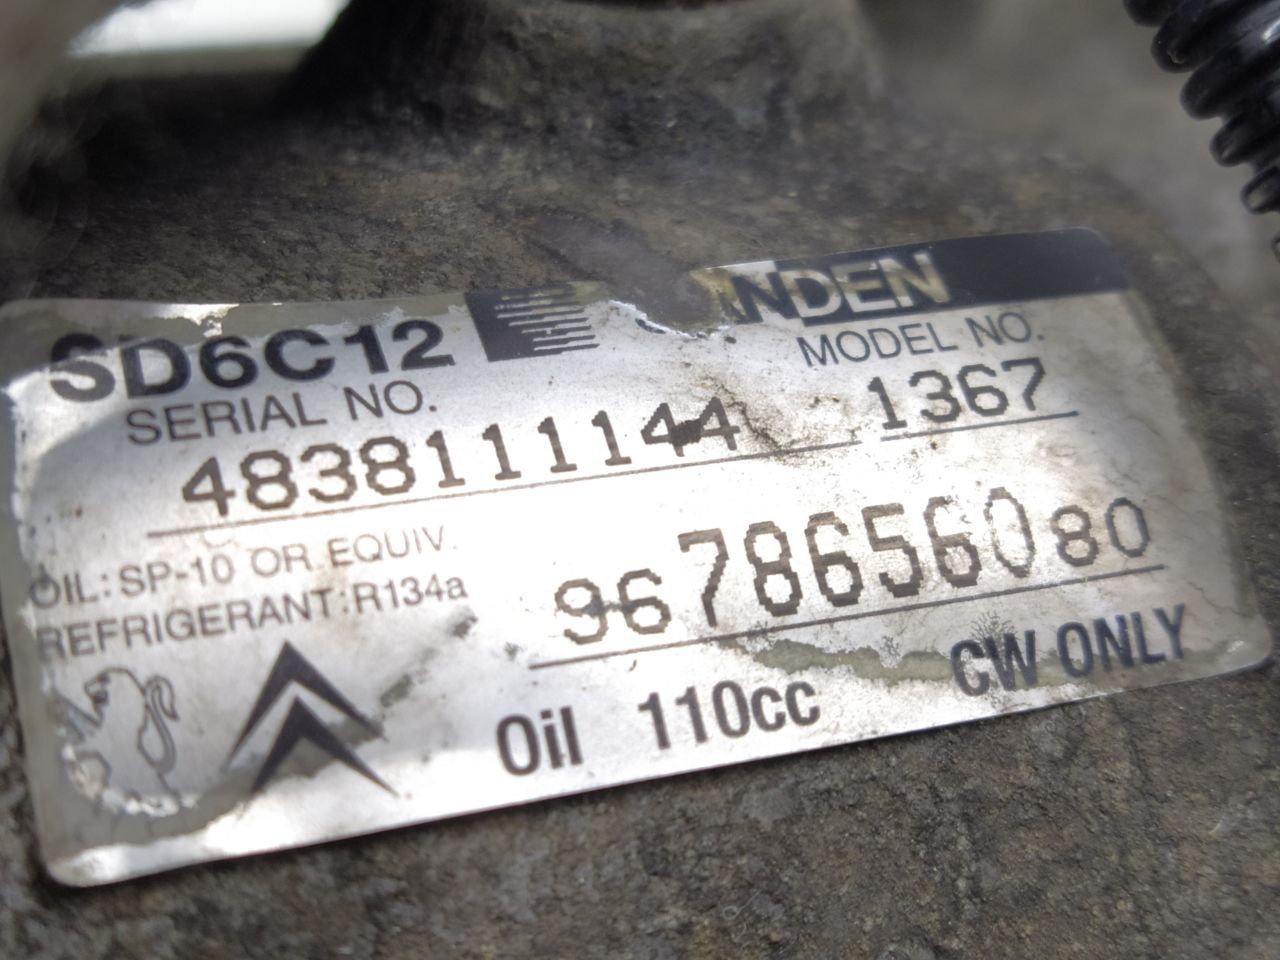 SD6C12 SANDEN
SERIAL NO. MODEL NO.
4838111144 1367
OIL: SP-10 OR EQUIV.
REFRIGERANT: R134a
9678656080
Oil 110cc CW ONLY